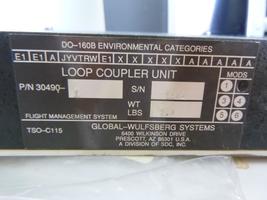 DO-160B ENVIRONMENTAL CATEGORIES
E1 E1 A JYVTRW E1 X X X X X X A A A A A A
LOOP COUPLER UNIT
MODS
P/N 30490-
S/N
1 4
WT
LBS
2 5
3 6
FLIGHT MANAGEMENT SYSTEM
TSO-C115
GLOBAL-WULFSBERG SYSTEMS
6400 WILKINSON DRIVE
PRESCOTT, AZ 86301 U.S.A.
A DIVISION OF SDC, INC.